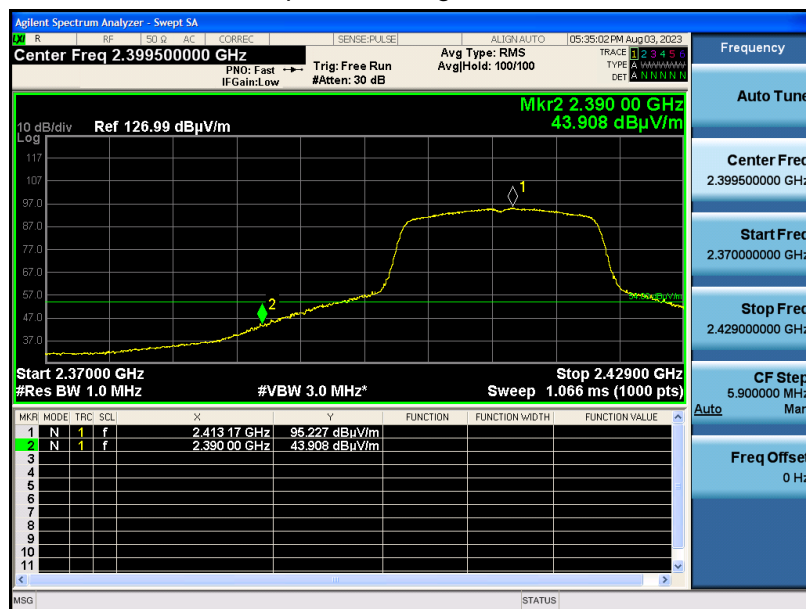 Agilent Spectrum Analyzer - Swept SA
LXI R RF 50 Ω AC CORREC SENSE:PULSE ALIGN AUTO 05:35:02 PM Aug 03, 2023
Center Freq 2.399500000 GHz
PNO: Fast
IFGain:Low
Trig: Free Run
#Atten: 30 dB
Avg Type: RMS
Avg|Hold: 100/100
TRACE 1 2 3 4 5 6
TYPE A WWWWW
DET A N N N N N
Mkr2 2.390 00 GHz
43.908 dBµV/m
10 dB/div Ref 126.99 dBµV/m
Log
117
107
97.0
87.0
77.0
67.0
57.0
47.0
37.0
1
2
Start 2.37000 GHz Stop 2.42900 GHz
#Res BW 1.0 MHz #VBW 3.0 MHz* Sweep 1.066 ms (1000 pts)
MKR MODE TRC SCL X Y FUNCTION FUNCTION WIDTH FUNCTION VALUE
1 N 1 f 2.413 17 GHz 95.227 dBµV/m
2 N 1 f 2.390 00 GHz 43.908 dBµV/m
3
4
5
6
7
8
9
10
11
MSG STATUS
Frequency
Auto Tune
Center Freq
2.399500000 GHz
Start Freq
2.370000000 GHz
Stop Freq
2.429000000 GHz
CF Step
5.900000 MHz
Auto Man
Freq Offset
0 Hz